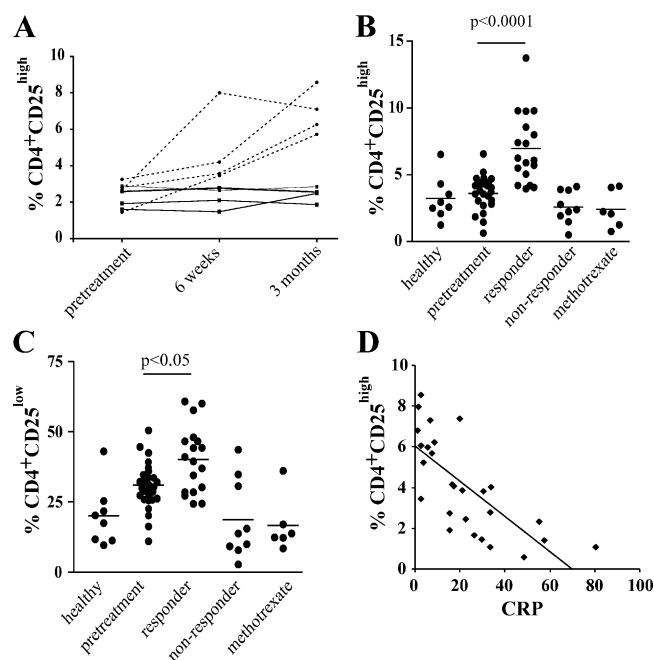 A
% CD4+CD25high
10
8
6
4
2
0
pretreatment
6 weeks
3 months
B
p<0.0001
% CD4+CD25high
15
10
5
0
healthy
pretreatment
responder
non-responder
methotrexate
C
p<0.05
% CD4+CD25low
75
50
25
0
healthy
pretreatment
responder
non-responder
methotrexate
D
% CD4+CD25high
10
8
6
4
2
0
0 20 40 60 80 100
CRP